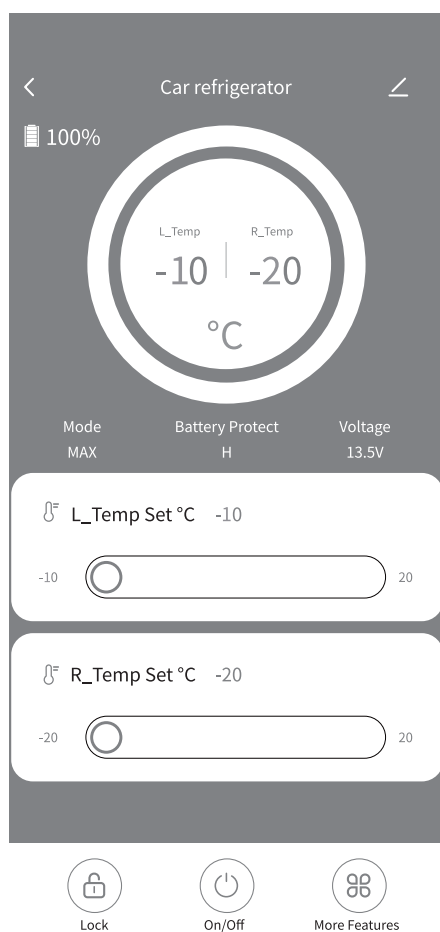 Car refrigerator
100%
L_Temp R_Temp
-10 -20
°C
Mode Battery Protect Voltage
MAX H 13.5V
L_Temp Set °C -10
-10 20
R_Temp Set °C -20
-20 20
Lock On/Off More Features